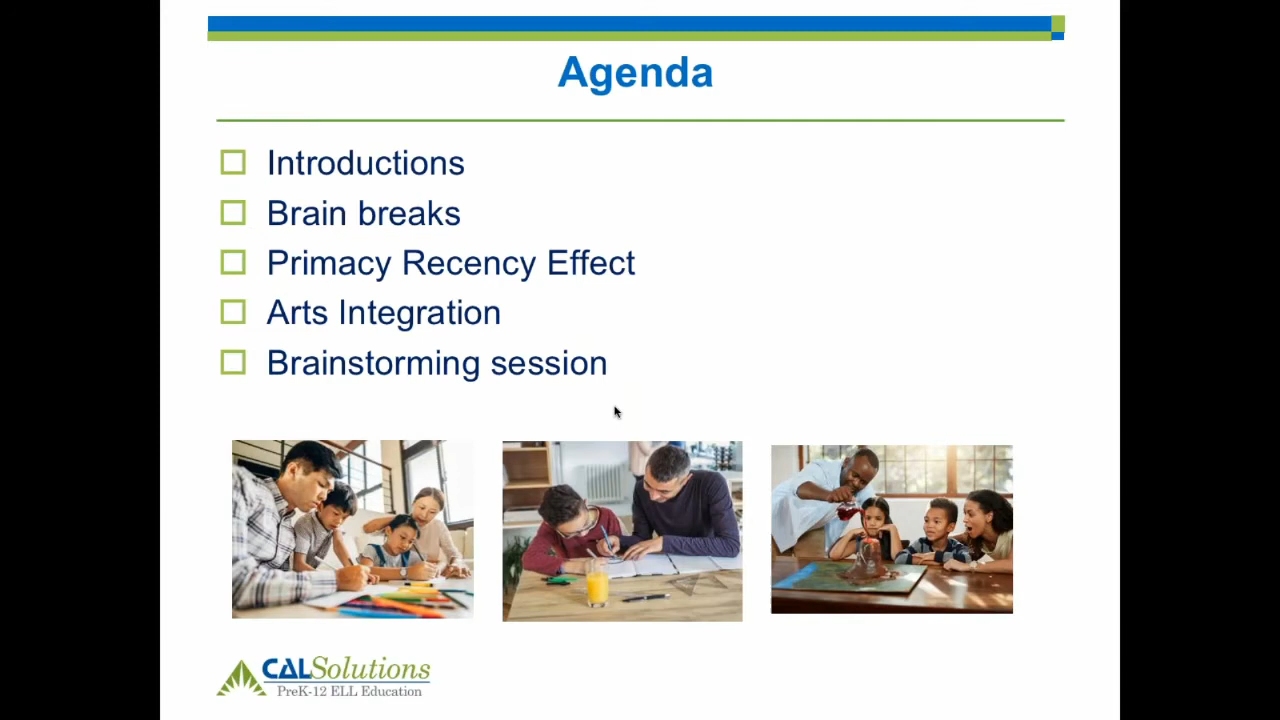 Agenda
Introductions
Brain breaks
Primacy Recency Effect
Arts Integration
Brainstorming session
CALSolutions
PreK-12 ELL Education